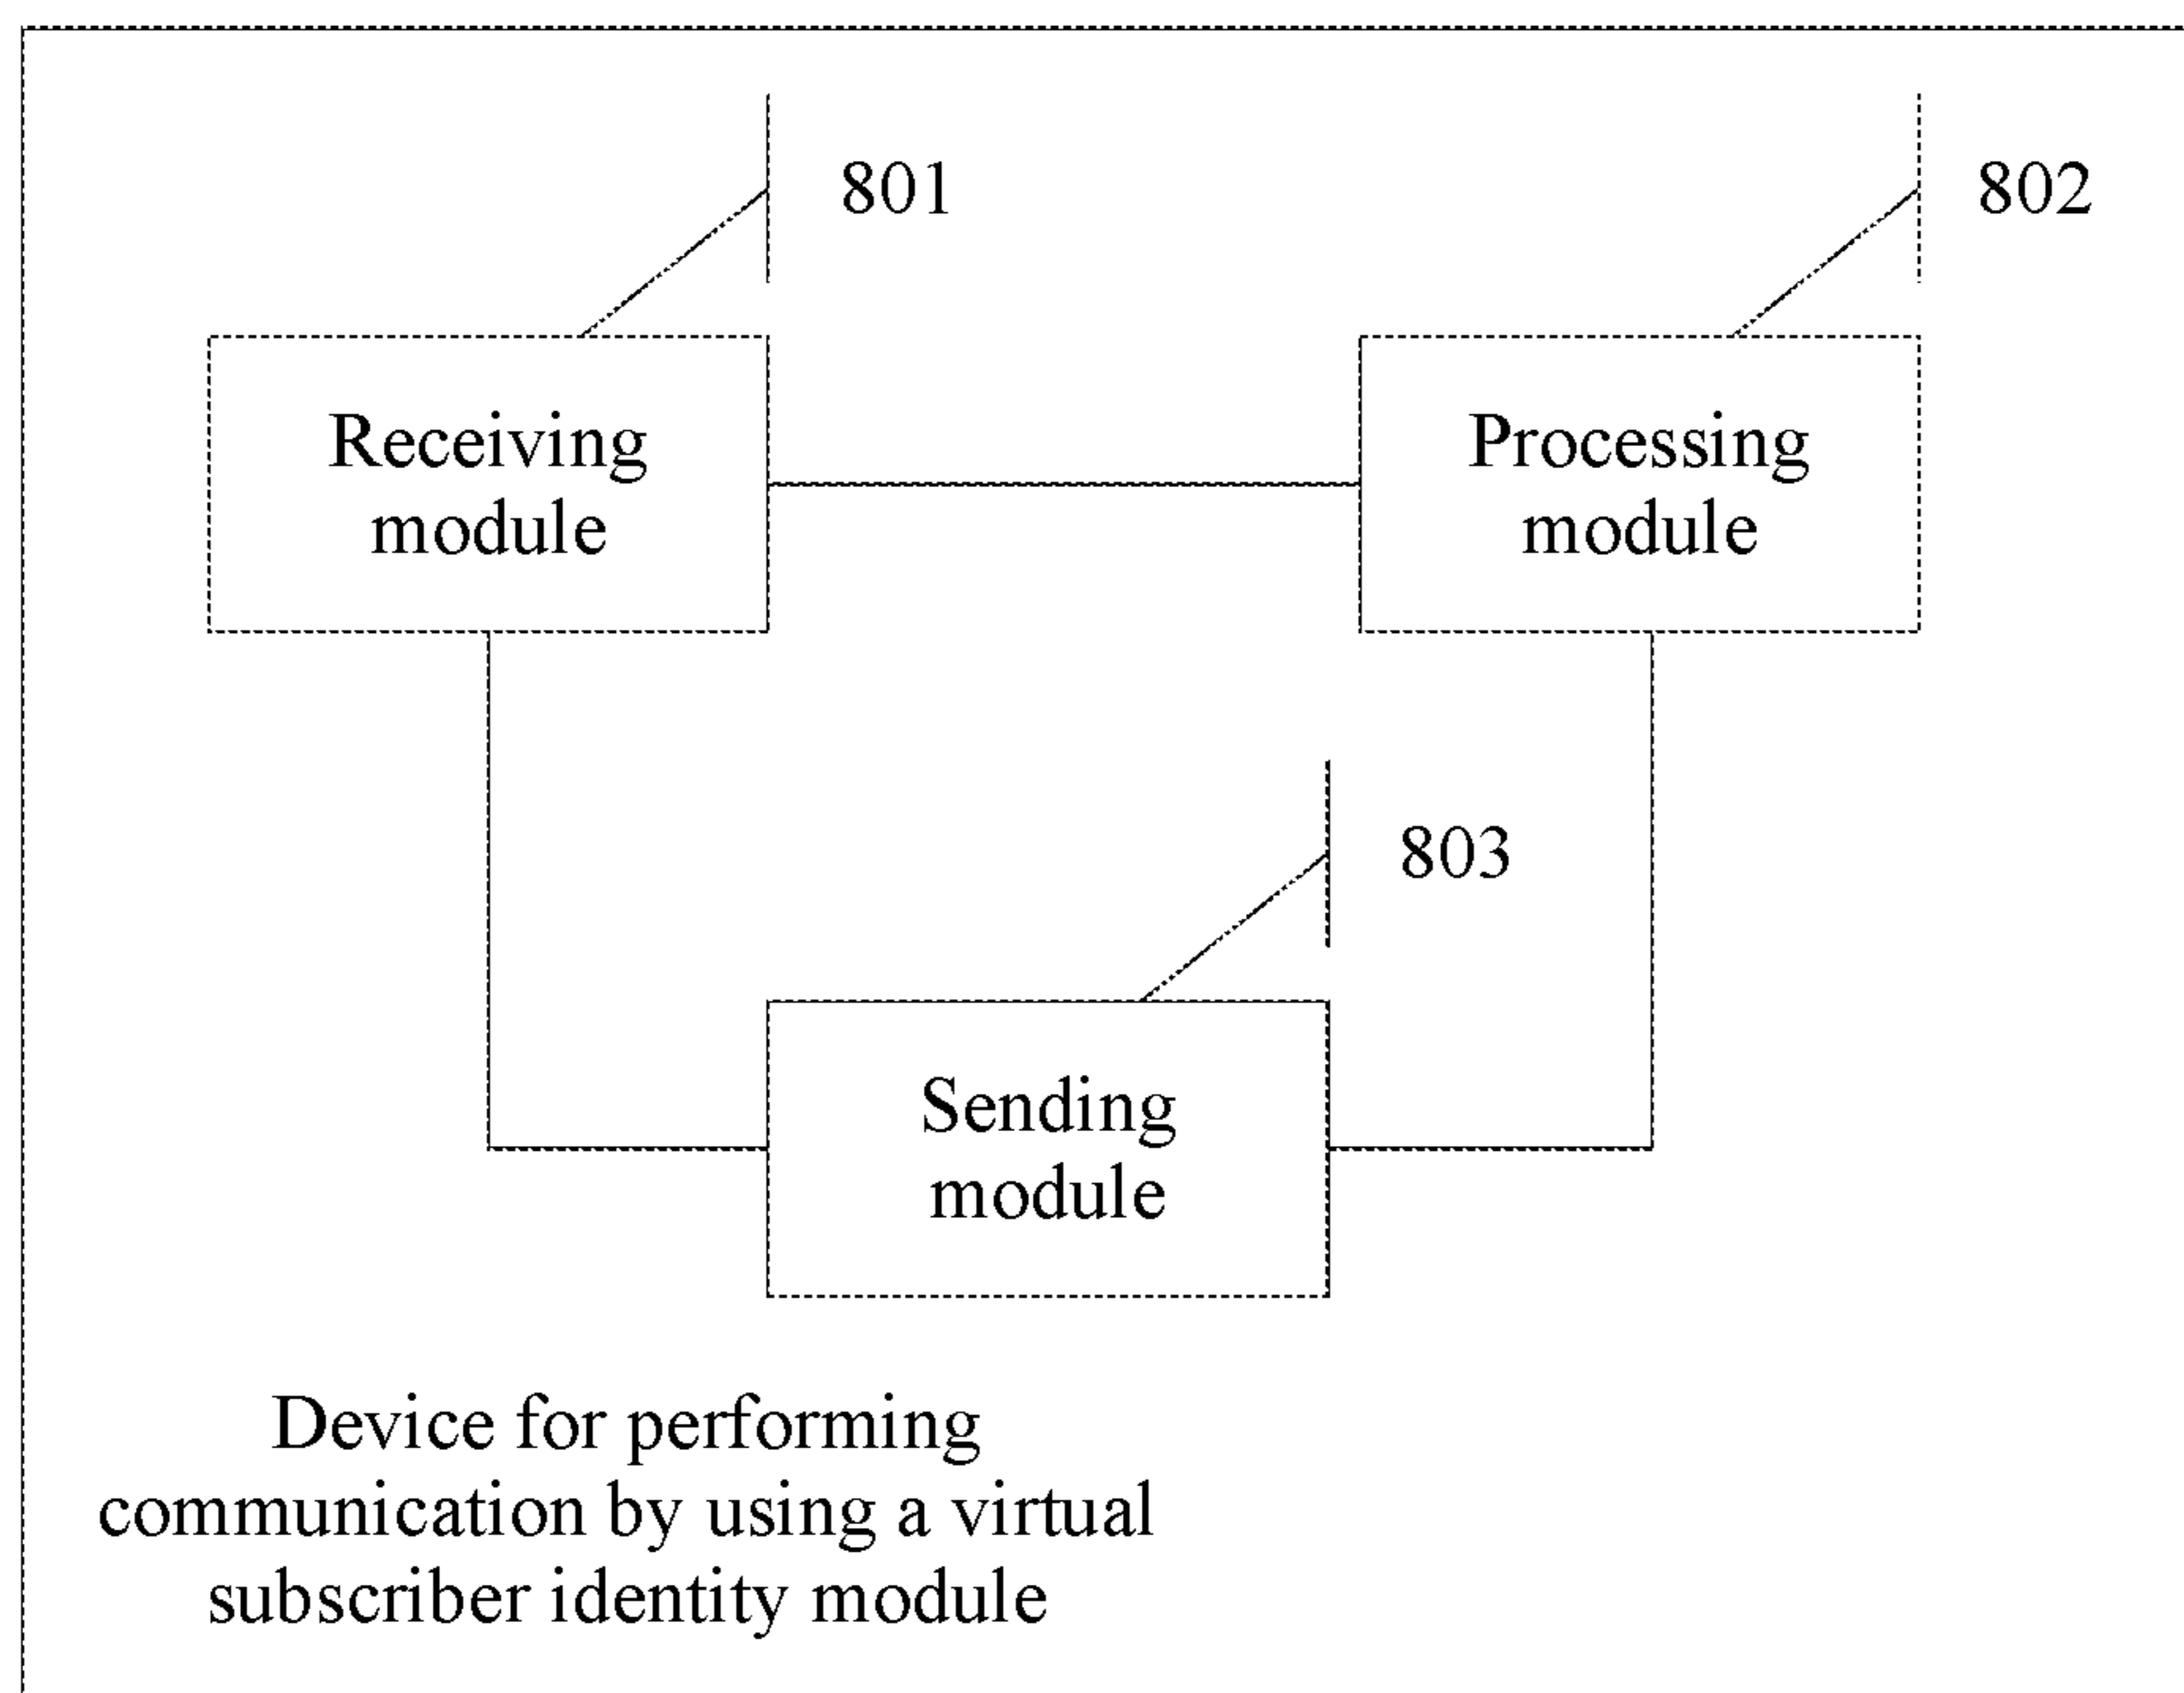 801
802
Receiving
module
Processing
module
803
Sending
module
Device for performing
communication by using a virtual
subscriber identity module